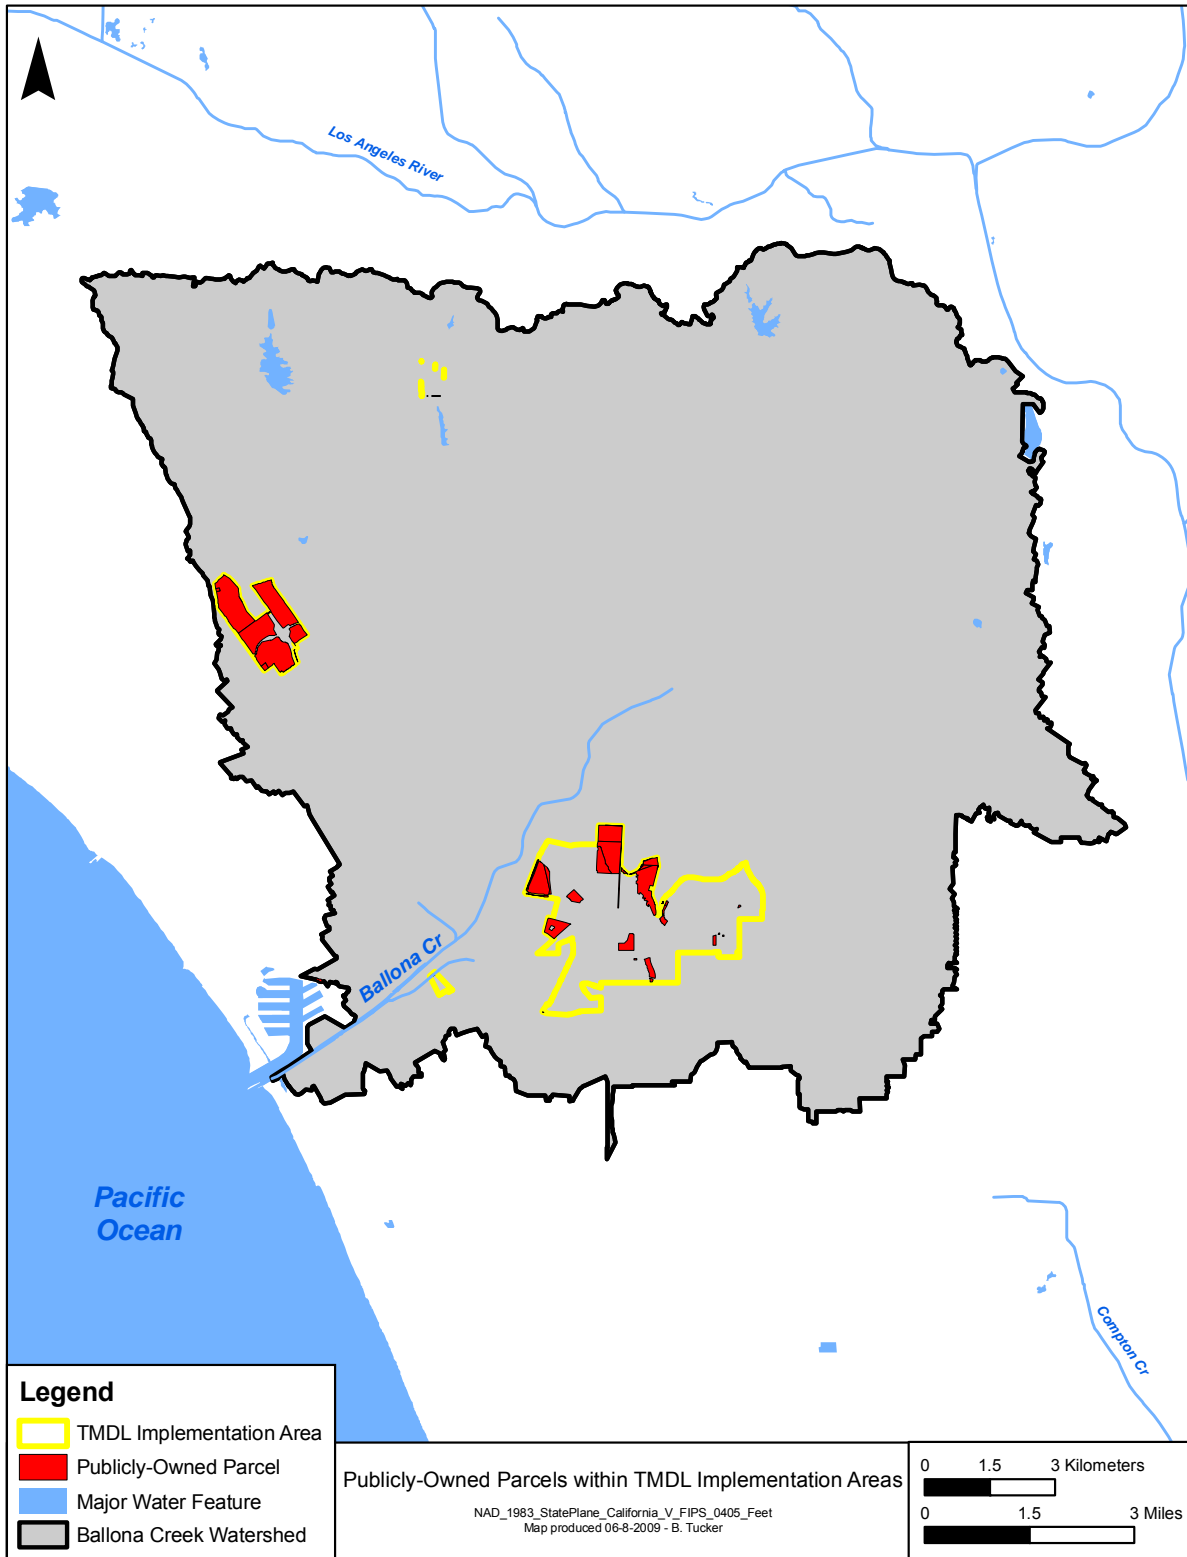 Los Angeles River
Ballona Cr
Pacific
Ocean
Compton Cr
Legend
TMDL Implementation Area
Publicly-Owned Parcel
Major Water Feature
Ballona Creek Watershed
Publicly-Owned Parcels within TMDL Implementation Areas
NAD_1983_StatePlane_California_V_FIPS_0405_Feet
Map produced 06-8-2009 - B. Tucker
0 1.5 3 Kilometers
0 1.5 3 Miles